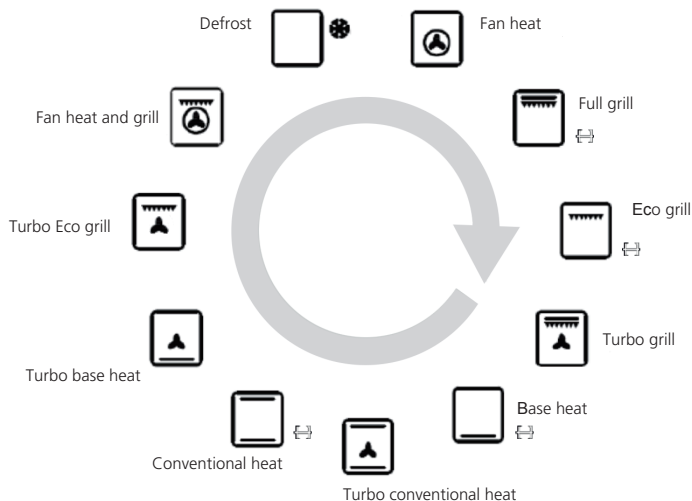 Defrost
Fan heat
Fan heat and grill
Full grill
Turbo Eco grill
Eco grill
Turbo grill
Turbo base heat
Base heat
Conventional heat
Turbo conventional heat